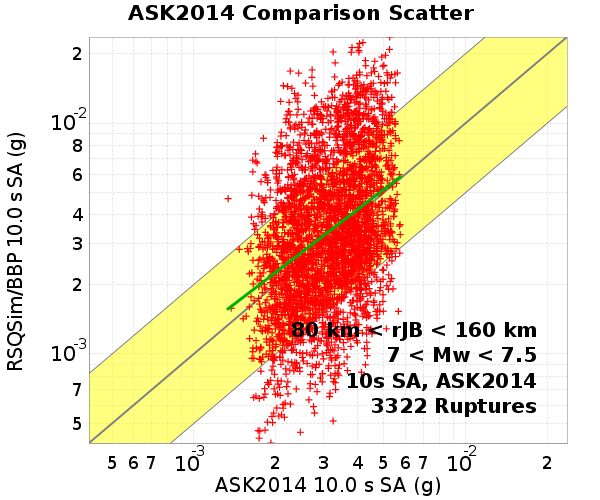 ASK2014 Comparison Scatter
RSQSim/BBP 10.0 s SA (g)
2
10-2
8
6
4
3
2
10-3
7
5
80 km < rJB < 160 km
7 < Mw < 7.5
10s SA, ASK2014
3322 Ruptures
5 6 7 10-3 2 3 4 5 6 7 10-2 2
ASK2014 10.0 s SA (g)